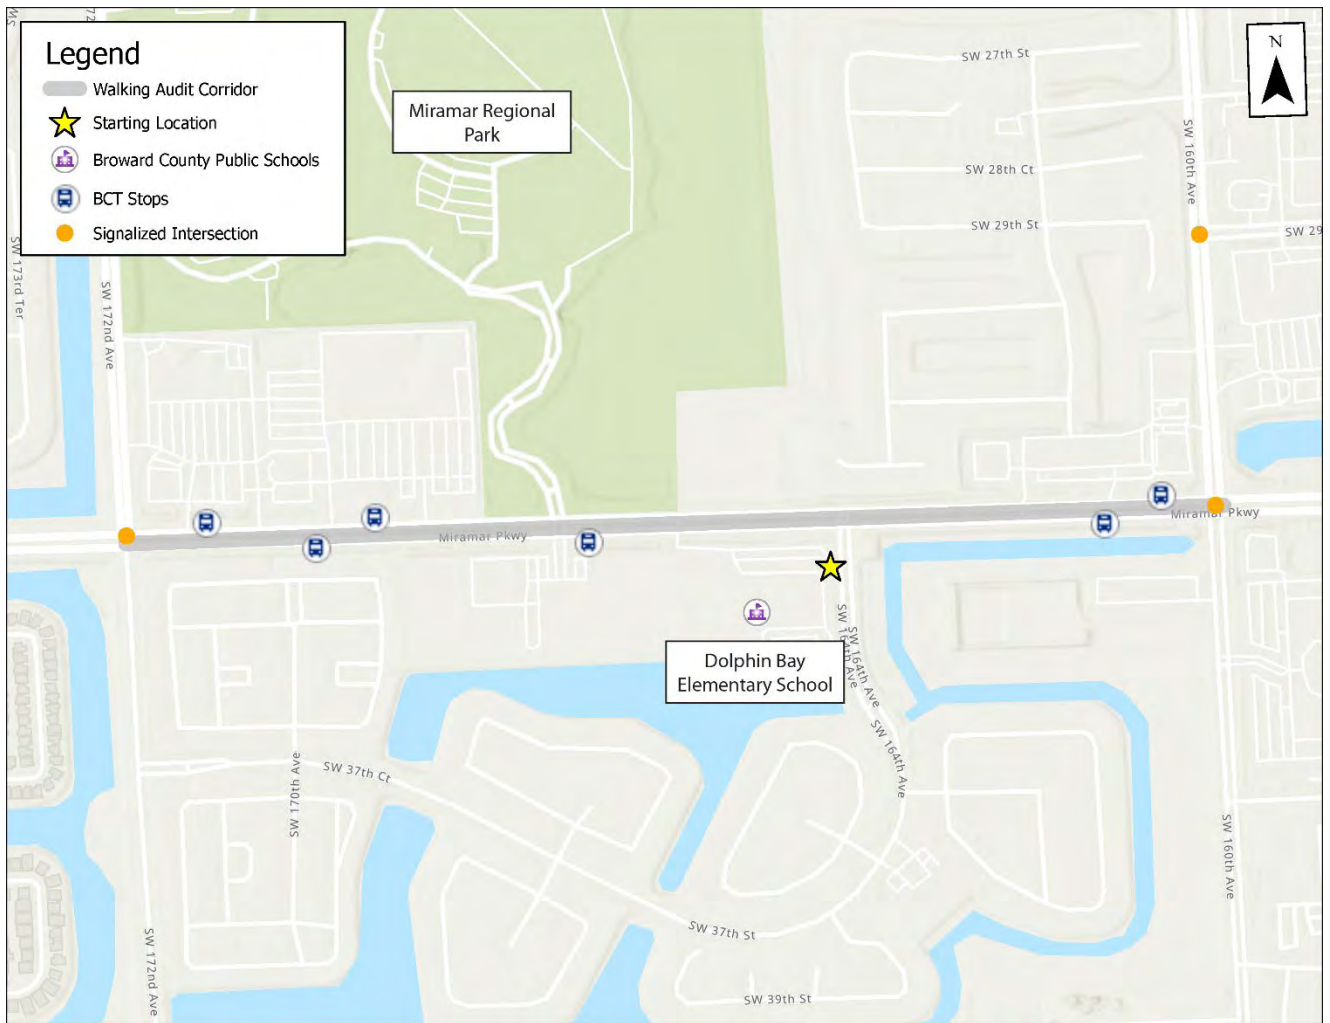 Legend
Walking Audit Corridor
Starting Location
Broward County Public Schools
BCT Stops
Signalized Intersection
N
Miramar Regional
Park
SW 27th St
SW 28th Ct
SW 29th St
SW 160th Ave
SW 29
SW 173rd Ter
SW 172nd Ave
Miramar Pkwy
Miramar Pkwy
SW 164th Ave
SW 164th Ave
Dolphin Bay
Elementary School
SW 164th Ave
SW 37th Ct
SW 170th Ave
SW 160th Ave
SW 37th St
SW 172nd Ave
SW 39th St